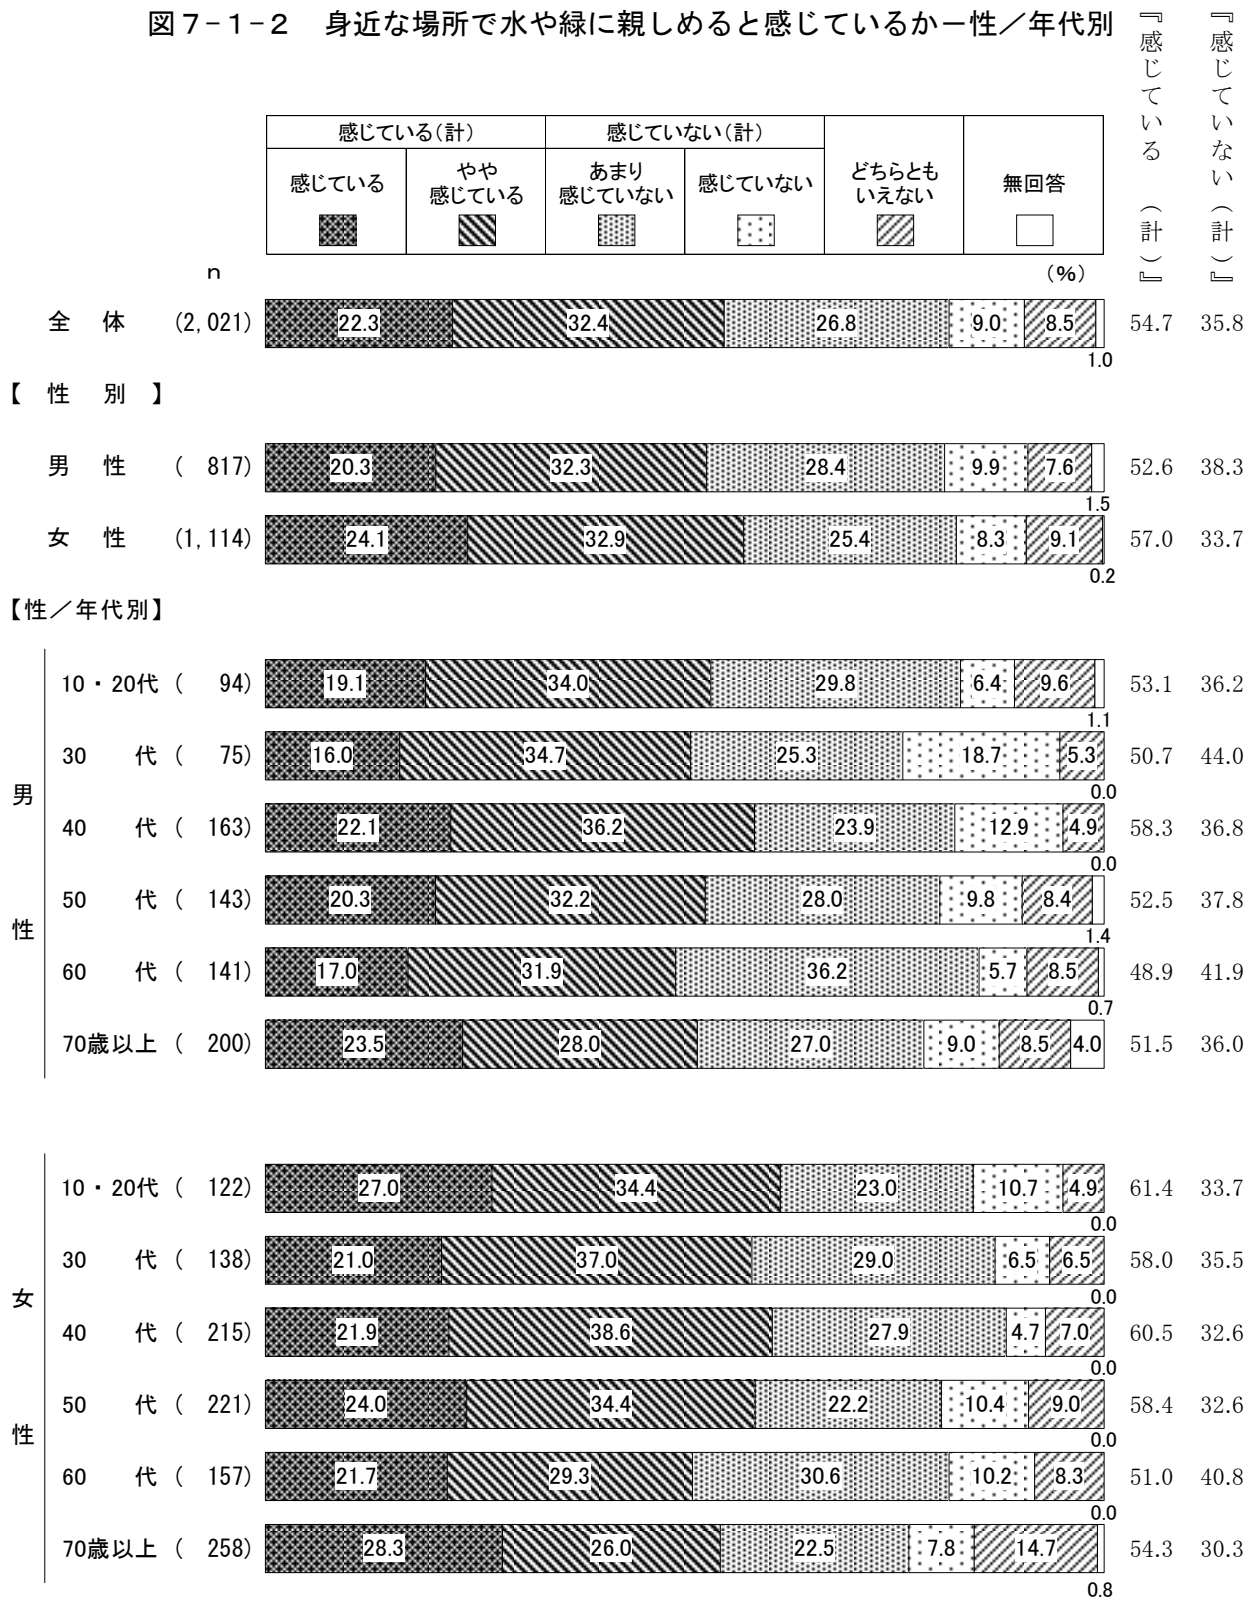 図７-１-２　身近な場所で水や緑に親しめると感じているかー性／年代別
『感じている（計）』
『感じていない（計）』
感じている(計) 感じていない(計)
感じている
やや
感じている
あまり
感じていない
感じていない
どちらとも
いえない
無回答
n (%)
全　体 (2,021) 22.3 32.4 26.8 9.0 8.5 54.7 35.8
1.0
【　性　別　】
男　性 (　817) 20.3 32.3 28.4 9.9 7.6 52.6 38.3
1.5
女　性 (1,114) 24.1 32.9 25.4 8.3 9.1 57.0 33.7
0.2
【性／年代別】
男性
10・20代 (　94) 19.1 34.0 29.8 6.4 9.6 53.1 36.2
1.1
30　代 (　75) 16.0 34.7 25.3 18.7 5.3 50.7 44.0
0.0
40　代 (　163) 22.1 36.2 23.9 12.9 4.9 58.3 36.8
0.0
50　代 (　143) 20.3 32.2 28.0 9.8 8.4 52.5 37.8
1.4
60　代 (　141) 17.0 31.9 36.2 5.7 8.5 48.9 41.9
0.7
70歳以上 (　200) 23.5 28.0 27.0 9.0 8.5 4.0 51.5 36.0
女性
10・20代 (　122) 27.0 34.4 23.0 10.7 4.9 61.4 33.7
0.0
30　代 (　138) 21.0 37.0 29.0 6.5 6.5 58.0 35.5
0.0
40　代 (　215) 21.9 38.6 27.9 4.7 7.0 60.5 32.6
0.0
50　代 (　221) 24.0 34.4 22.2 10.4 9.0 58.4 32.6
0.0
60　代 (　157) 21.7 29.3 30.6 10.2 8.3 51.0 40.8
0.0
70歳以上 (　258) 28.3 26.0 22.5 7.8 14.7 54.3 30.3
0.8